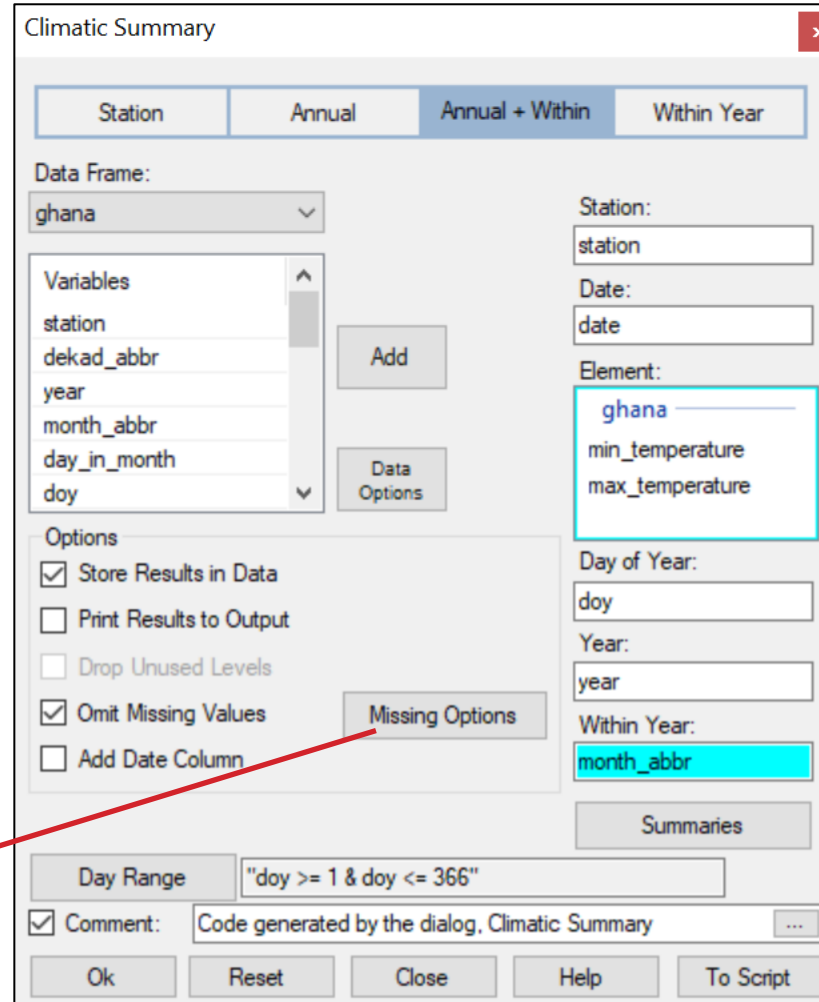 Climatic Summary
x
Station Annual Annual + Within Within Year
Data Frame:
ghana
Variables
station
dekad_abbr
year
month_abbr
day_in_month
doy
Add
Data
Options
Station:
station
Date:
date
Element:
ghana
min_temperature
max_temperature
Options
Store Results in Data
Print Results to Output
Drop Unused Levels
Omit Missing Values
Missing Options
Add Date Column
Day of Year:
doy
Year:
year
Within Year:
month_abbr
Summaries
Day Range "doy >= 1 & doy <= 366"
Comment: Code generated by the dialog, Climatic Summary ...
Ok Reset Close Help To Script